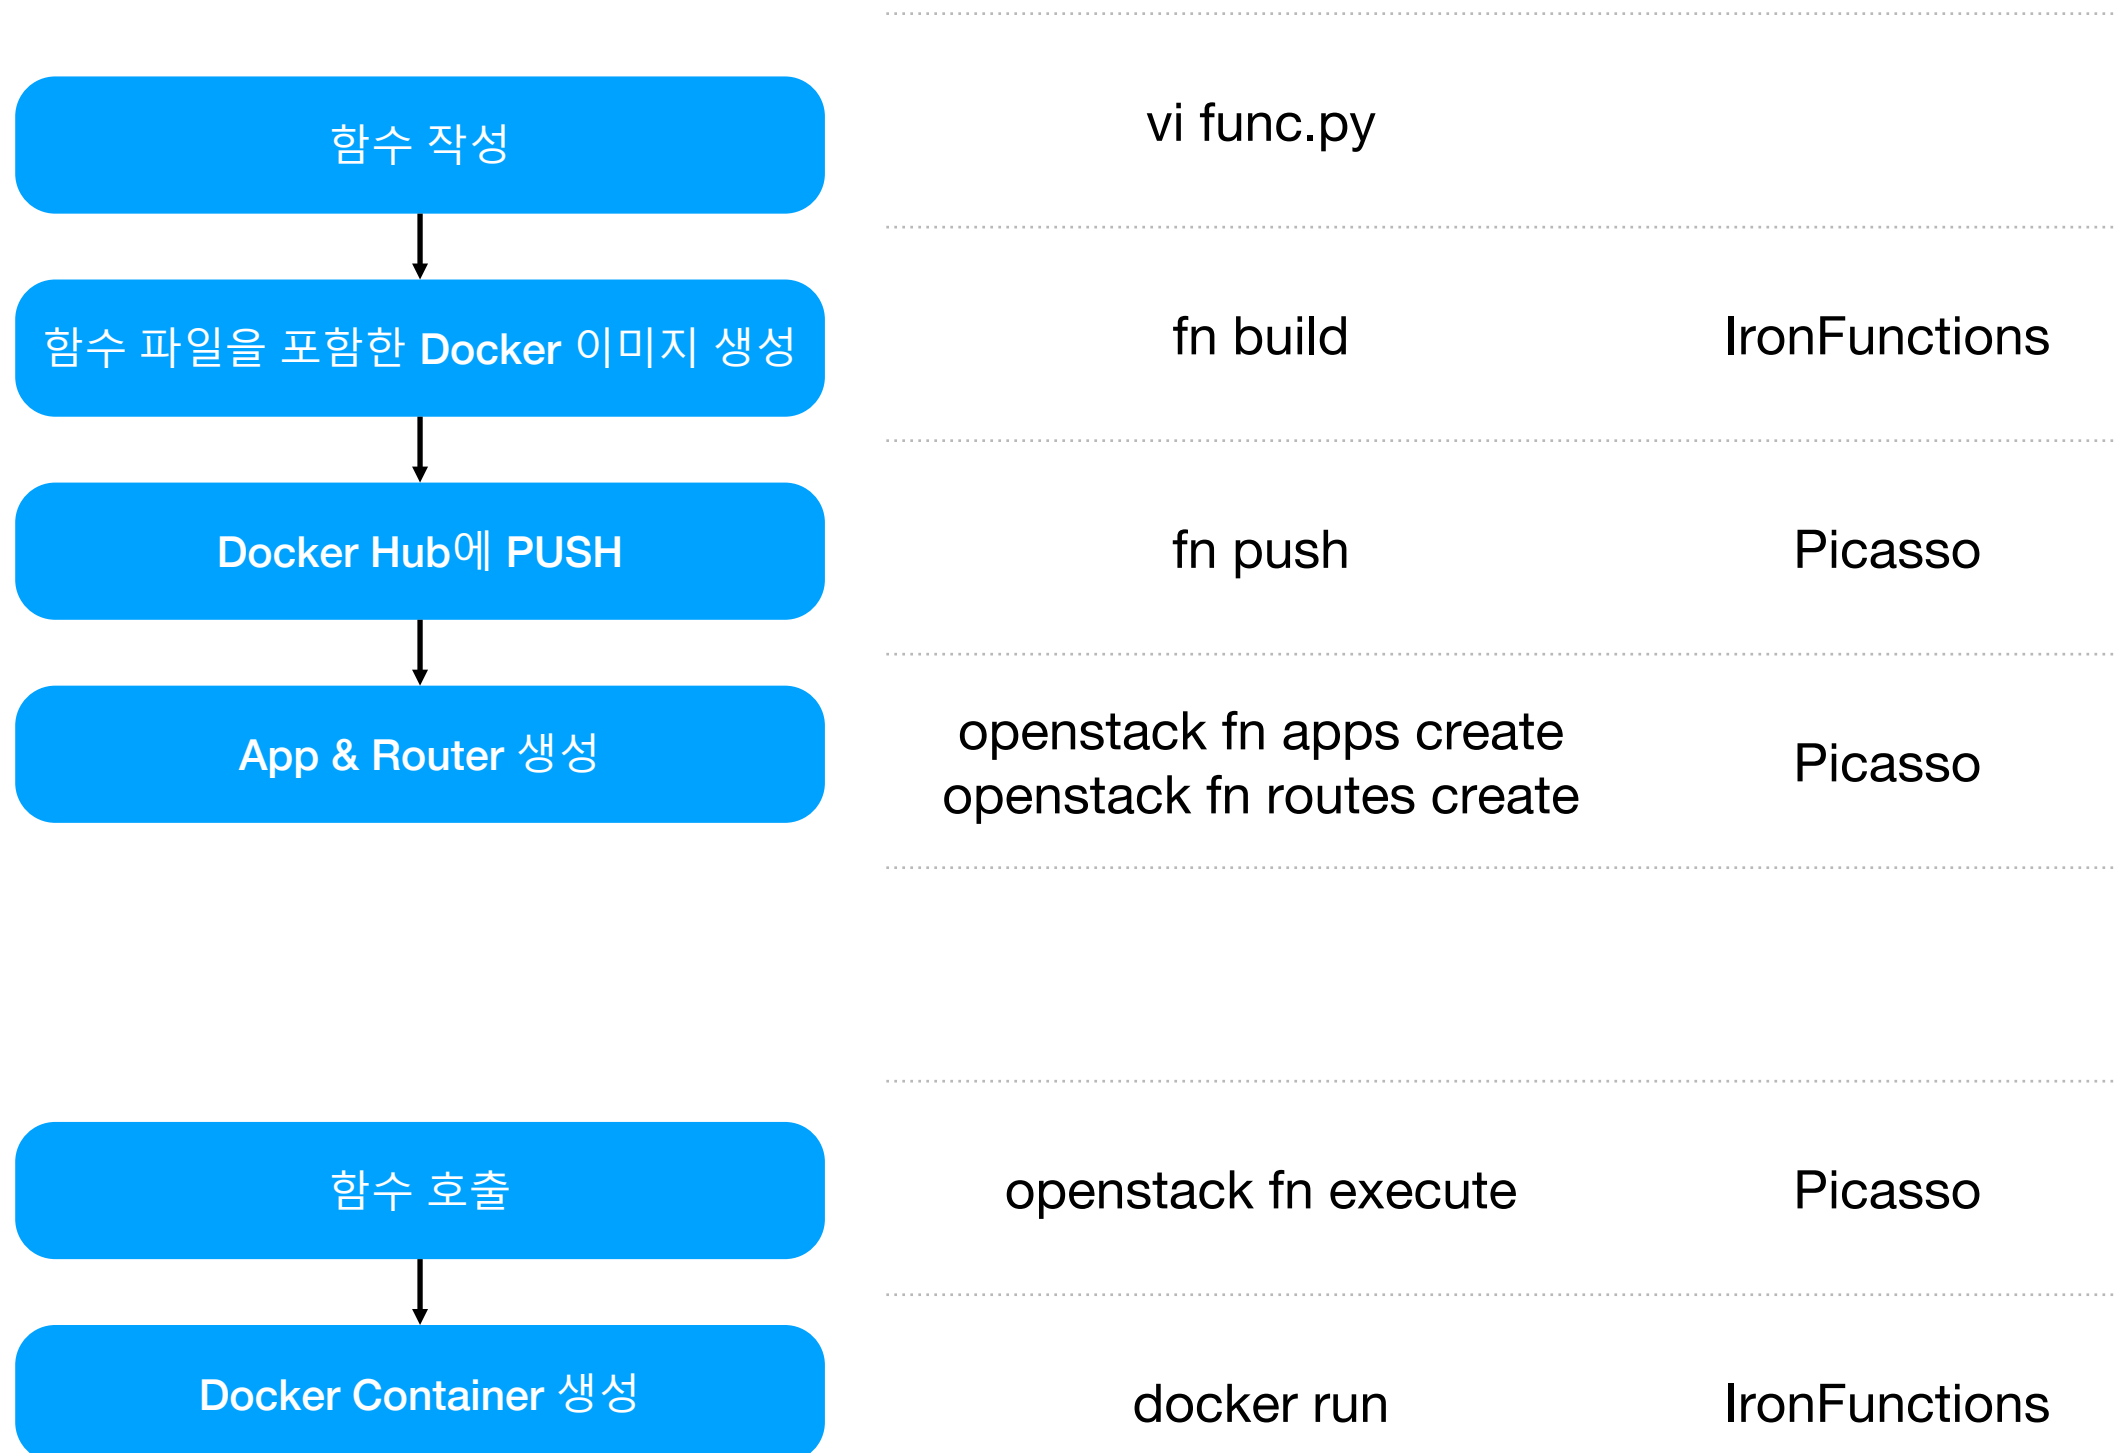 함수 작성
vi func.py
함수 파일을 포함한 Docker 이미지 생성
fn build
IronFunctions
Docker Hub에 PUSH
fn push
Picasso
App & Router 생성
openstack fn apps create
openstack fn routes create
Picasso
함수 호출
openstack fn execute
Picasso
Docker Container 생성
docker run
IronFunctions